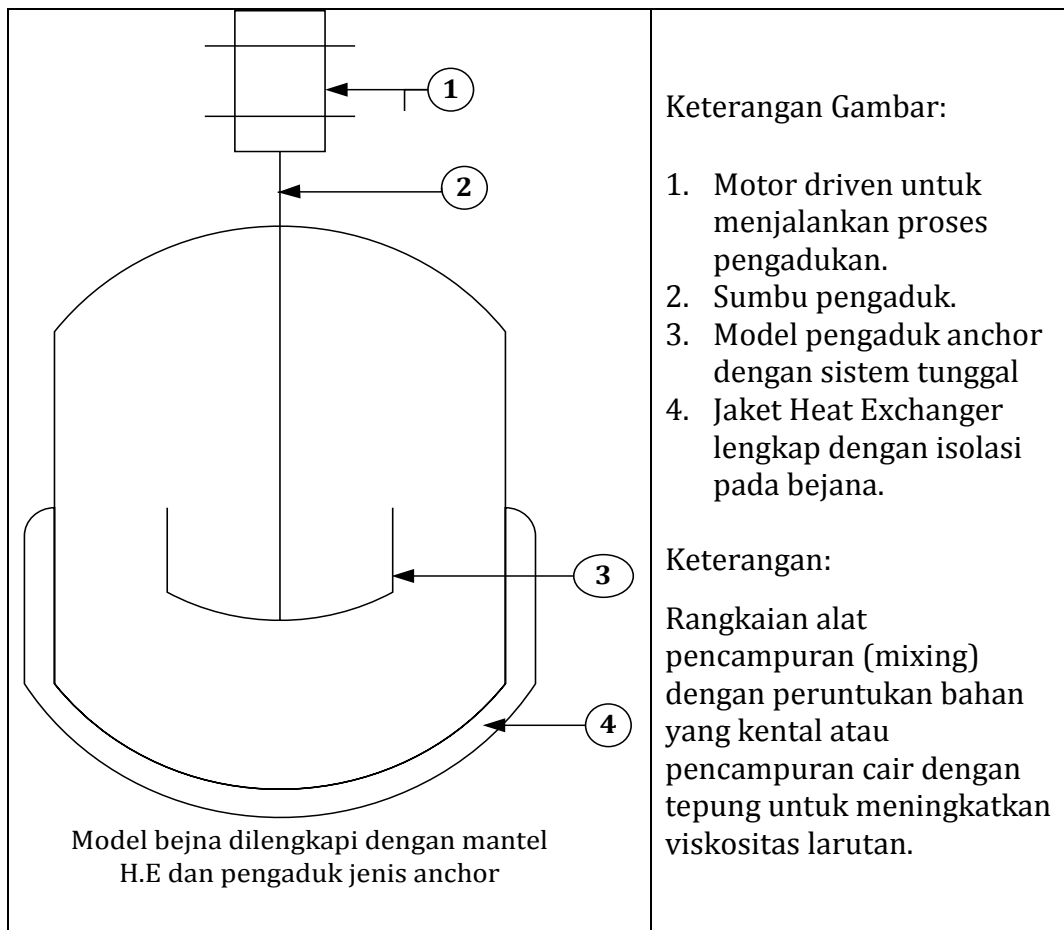 1
2
3
4
Model bejna dilengkapi dengan mantel
H.E dan pengaduk jenis anchor
Keterangan Gambar:
1. Motor driven untuk
menjalankan proses
pengadukan.
2. Sumbu pengaduk.
3. Model pengaduk anchor
dengan sistem tunggal
4. Jaket Heat Exchanger
lengkap dengan isolasi
pada bejana.
Keterangan:
Rangkaian alat
pencampuran (mixing)
dengan peruntukan bahan
yang kental atau
pencampuran cair dengan
tepung untuk meningkatkan
viskositas larutan.